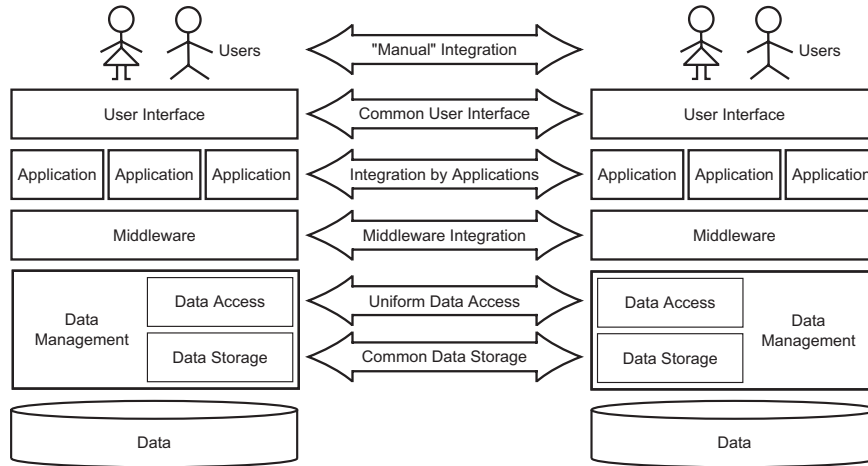 Users "Manual" Integration Users
User Interface Common User Interface User Interface
Application Application Application Integration by Applications Application Application Application
Middleware Middleware Integration Middleware
Data Management
Data Access Uniform Data Access Data Access
Data Management
Data Storage Common Data Storage Data Storage
Data Data